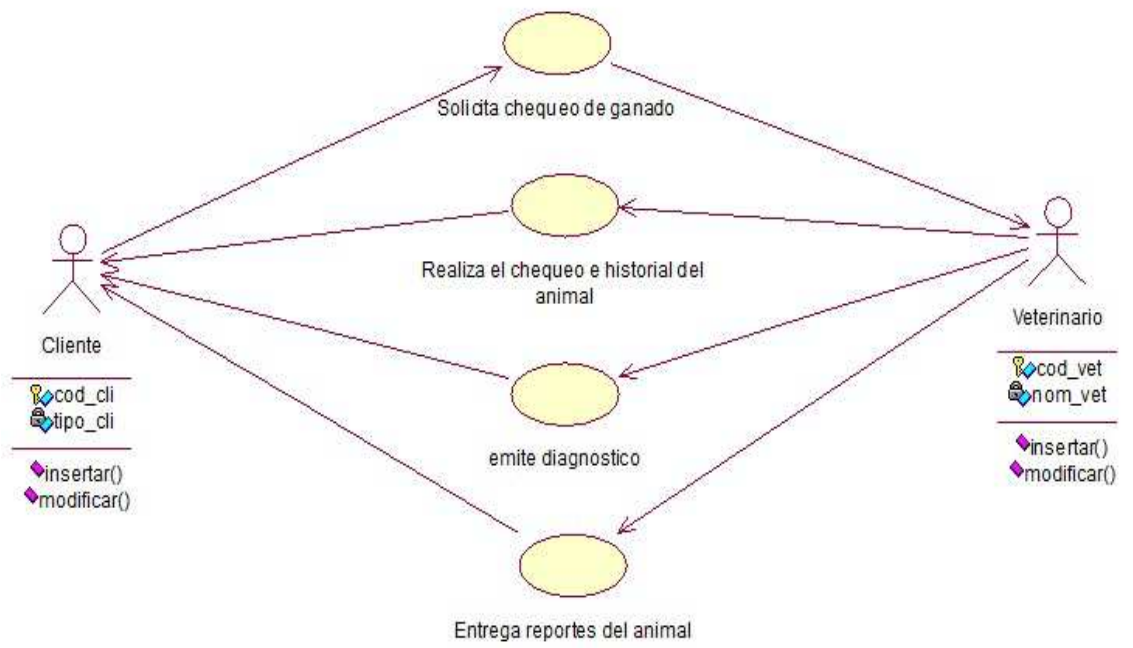 Solicita chequeo de ganado
Realiza el chequeo e historial del
animal
Cliente
cod_cli
tipo_cli
insertar()
modificar()
Veterinario
cod_vet
nom_vet
insertar()
modificar()
emite diagnostico
Entrega reportes del animal